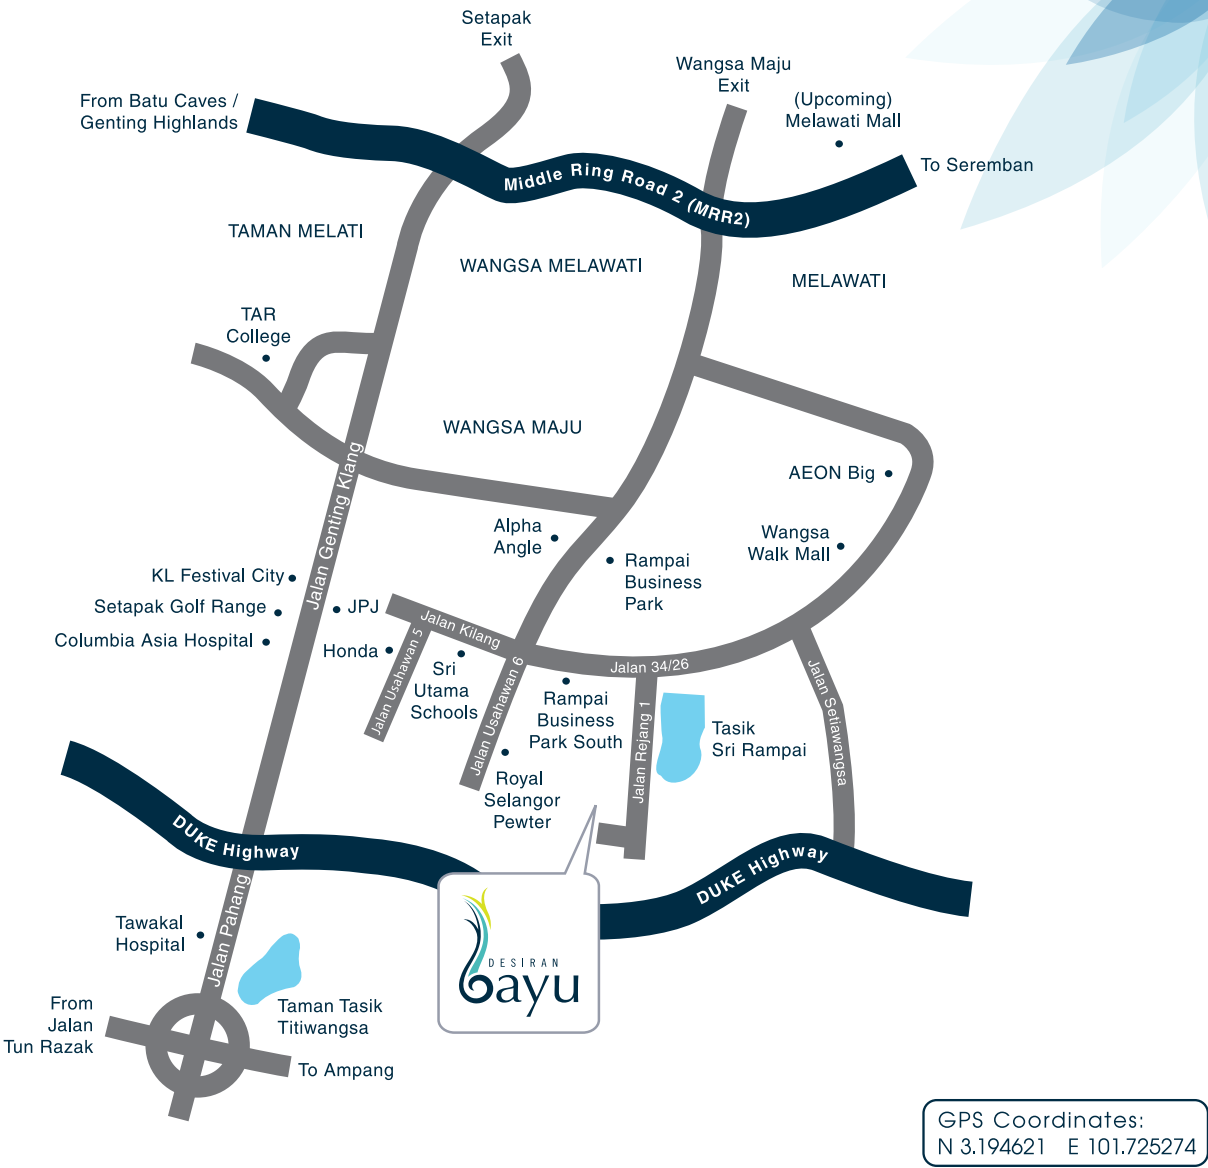 Setapak
Exit
Wangsa Maju
Exit
(Upcoming)
Melawati Mall
From Batu Caves /
Genting Highlands
To Seremban
Middle Ring Road 2 (MRR2)
TAMAN MELATI
WANGSA MELAWATI
MELAWATI
TAR
College
WANGSA MAJU
Jalan Genting Klang
AEON Big
Alpha
Angle
Wangsa
Walk Mall
Rampai
Business
Park
KL Festival City
Setapak Golf Range
JPJ
Columbia Asia Hospital
Honda
Jalan Kilang
Jalan Usahawan 5
Sri
Utama
Schools
Jalan Usahawan 6
Jalan 34/26
Rampai
Business
Park South
Jalan Rejang 1
Tasik
Sri Rampai
Jalan Setiawangsa
Royal
Selangor
Pewter
DUKE Highway
DUKE Highway
Jalan Pahang
Tawakal
Hospital
DESIRAN
bayu
From
Jalan
Tun Razak
Taman Tasik
Titiwangsa
To Ampang
GPS Coordinates:
N 3.194621 E 101.725274